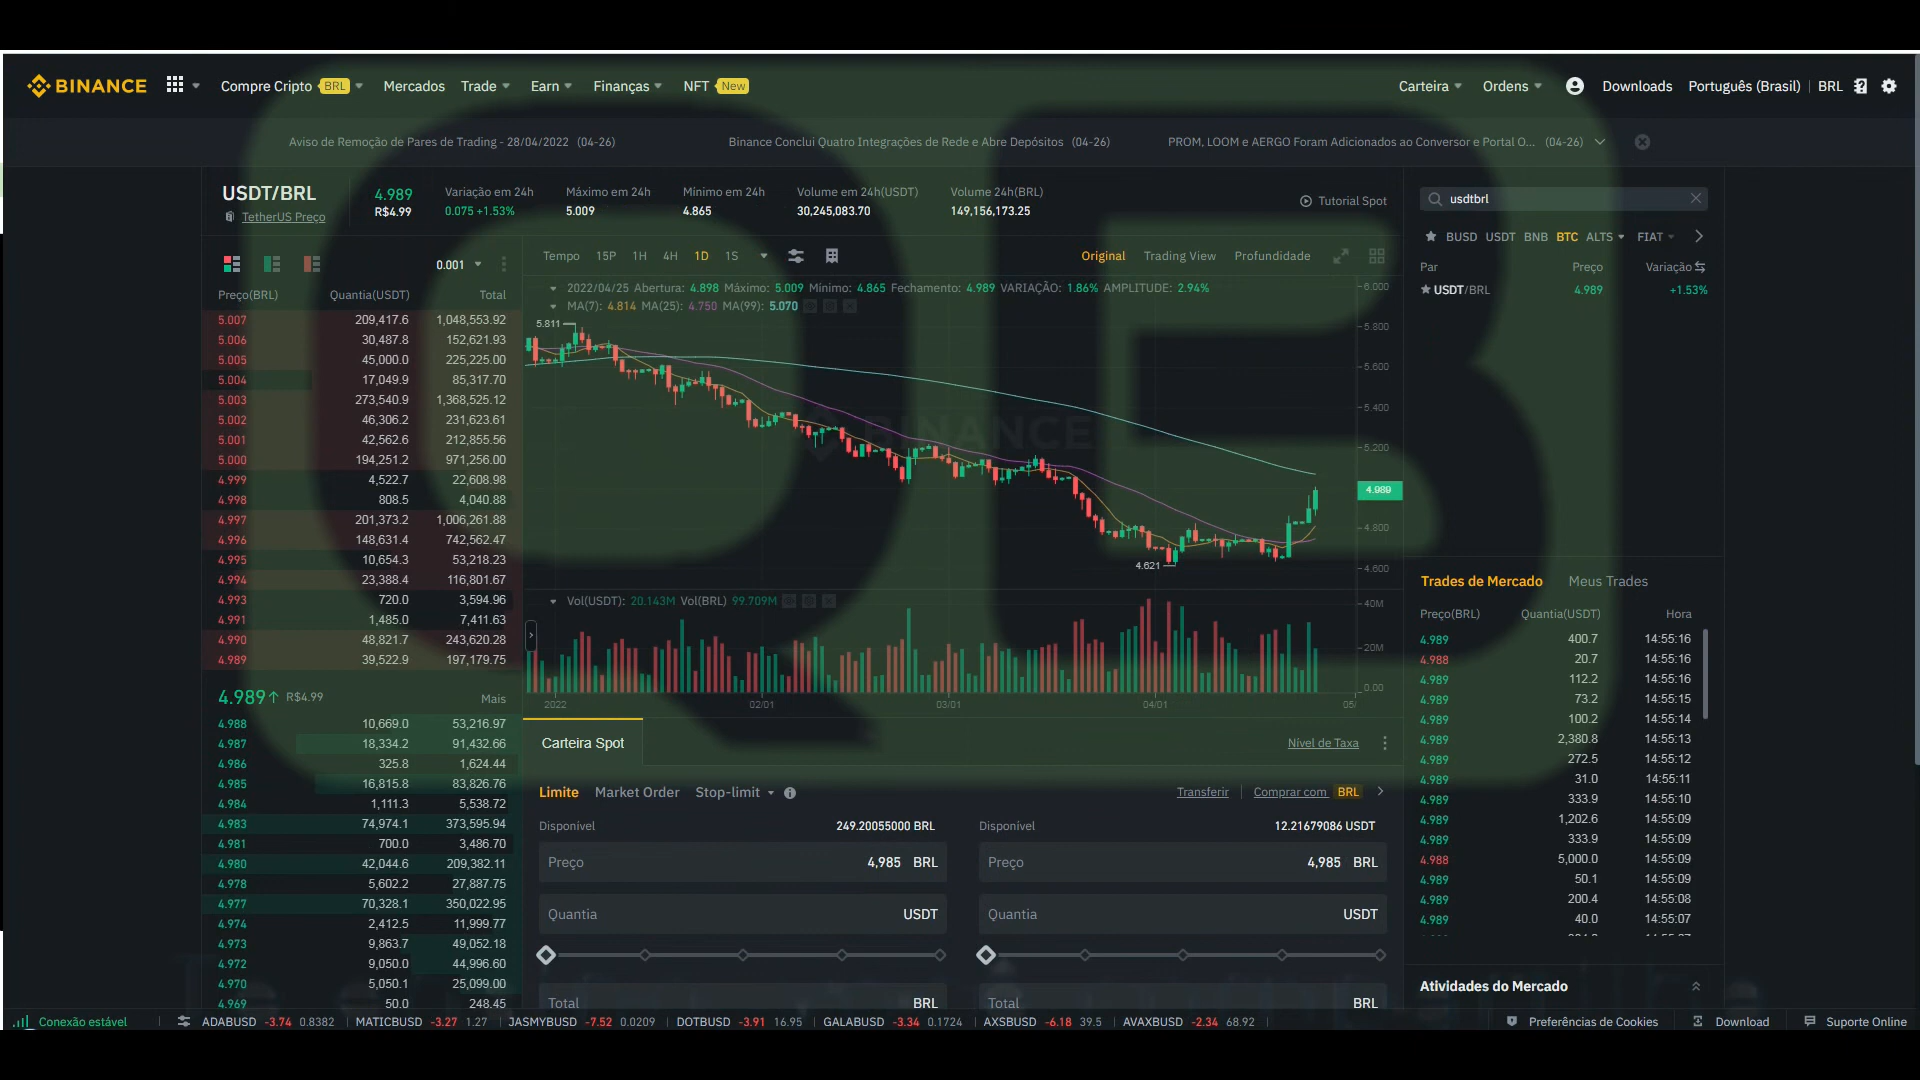 BINANCE
Compre Cripto BRL
Mercados
Trade
Earn
Finanças
NFT New
Carteira
Ordens
Downloads
Português (Brasil)
BRL
Aviso de Remoção de Pares de Trading - 28/04/2022 (04-26)
Binance Conclui Quatro Integrações de Rede e Abre Depósitos (04-26)
PROM, LOOM e AERGO Foram Adicionados ao Conversor e Portal O... (04-26)
USDT/BRL
TetherUS Preço
4.989
R$4.99
Variação em 24h
0.075 +1.53%
Máximo em 24h
5.009
Mínimo em 24h
4.865
Volume em 24h(USDT)
30,245,083.70
Volume 24h(BRL)
149,156,173.25
Tutorial Spot
0.001
Preço(BRL) Quantia(USDT) Total
5.007 209,417.6 1,048,553.92
5.006 30,487.8 152,621.93
5.005 45,000.0 225,225.00
5.004 17,049.9 85,317.70
5.003 273,540.9 1,368,525.12
5.002 46,306.2 231,623.61
5.001 42,562.6 212,855.56
5.000 194,251.2 971,256.00
4.999 4,522.7 22,608.98
4.998 808.5 4,040.88
4.997 201,373.2 1,006,261.88
4.996 148,631.4 742,562.47
4.995 10,654.3 53,218.23
4.994 23,388.4 116,801.67
4.993 720.0 3,594.96
4.991 1,485.0 7,411.63
4.990 48,821.7 243,620.28
4.989 39,522.9 197,179.75
4.989↑ R$4.99 Mais
4.988 10,669.0 53,216.97
4.987 18,334.2 91,432.66
4.986 325.8 1,624.44
4.985 16,815.8 83,826.76
4.984 1,111.3 5,538.72
4.983 74,974.1 373,595.94
4.981 700.0 3,486.70
4.980 42,044.6 209,382.11
4.978 5,602.2 27,887.75
4.977 70,328.1 350,022.95
4.974 2,412.5 11,999.77
4.973 9,863.7 49,052.18
4.972 9,050.0 44,996.60
4.970 5,050.1 25,099.00
4.969 50.0 248.45
Tempo 15P 1H 4H 1D 1S
Original Trading View Profundidade
2022/04/25 Abertura: 4.898 Máximo: 5.009 Mínimo: 4.865 Fechamento: 4.989 VARIAÇÃO: 1.86% AMPLITUDE: 2.94%
MA(7): 4.814 MA(25): 4.750 MA(99): 5.070
5.811
4.621
BINANCE
6.000
5.800
5.600
5.400
5.200
4.989
4.800
4.600
Vol(USDT): 20.143M Vol(BRL) 99.709M
40M
20M
0.00
2022 02/01 03/01 04/01 05/
Carteira Spot
Nível de Taxa
Limite Market Order Stop-limit
Transferir
Comprar com BRL
Disponível 249.20055000 BRL
Preço 4,985 BRL
Quantia USDT
Total BRL
Disponível 12.21679086 USDT
Preço 4,985 BRL
Quantia USDT
Total BRL
usdtbrl
BUSD USDT BNB BTC ALTS FIAT
Par Preço Variação
USDT/BRL 4.989 +1.53%
Trades de Mercado Meus Trades
Preço(BRL) Quantia(USDT) Hora
4.989 400.7 14:55:16
4.988 20.7 14:55:16
4.989 112.2 14:55:16
4.989 73.2 14:55:15
4.989 100.2 14:55:14
4.989 2,380.8 14:55:13
4.989 272.5 14:55:12
4.989 31.0 14:55:11
4.989 333.9 14:55:10
4.989 1,202.6 14:55:09
4.989 333.9 14:55:09
4.988 5,000.0 14:55:09
4.989 50.1 14:55:09
4.989 200.4 14:55:08
4.989 40.0 14:55:07
Atividades do Mercado
Conexão estável
ADABUSD -3.74 0.8382
MATICBUSD -3.27 1.27
JASMYBUSD -7.52 0.0209
DOTBUSD -3.91 16.95
GALABUSD -3.34 0.1724
AXSBUSD -6.18 39.5
AVAXBUSD -2.34 68.92
Preferências de Cookies
Download
Suporte Online